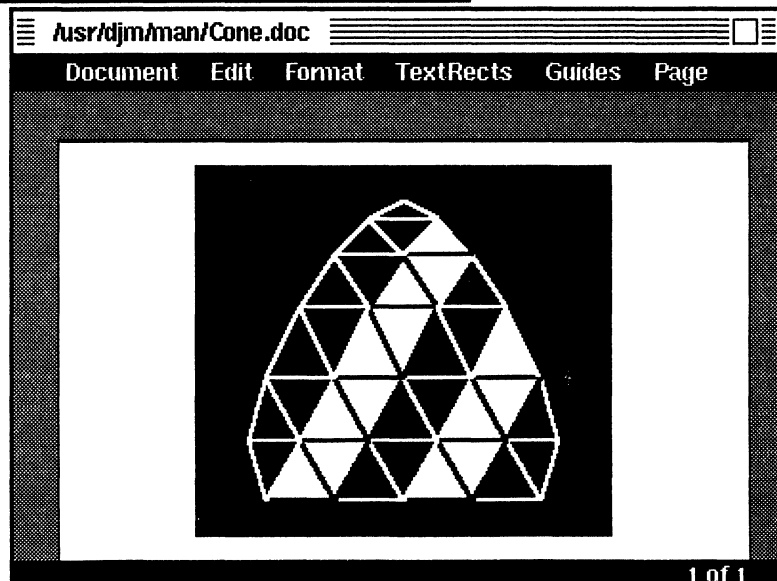 /usr/djm/man/Cone.doc
Document Edit Format TextRects Guides Page
1 of 1